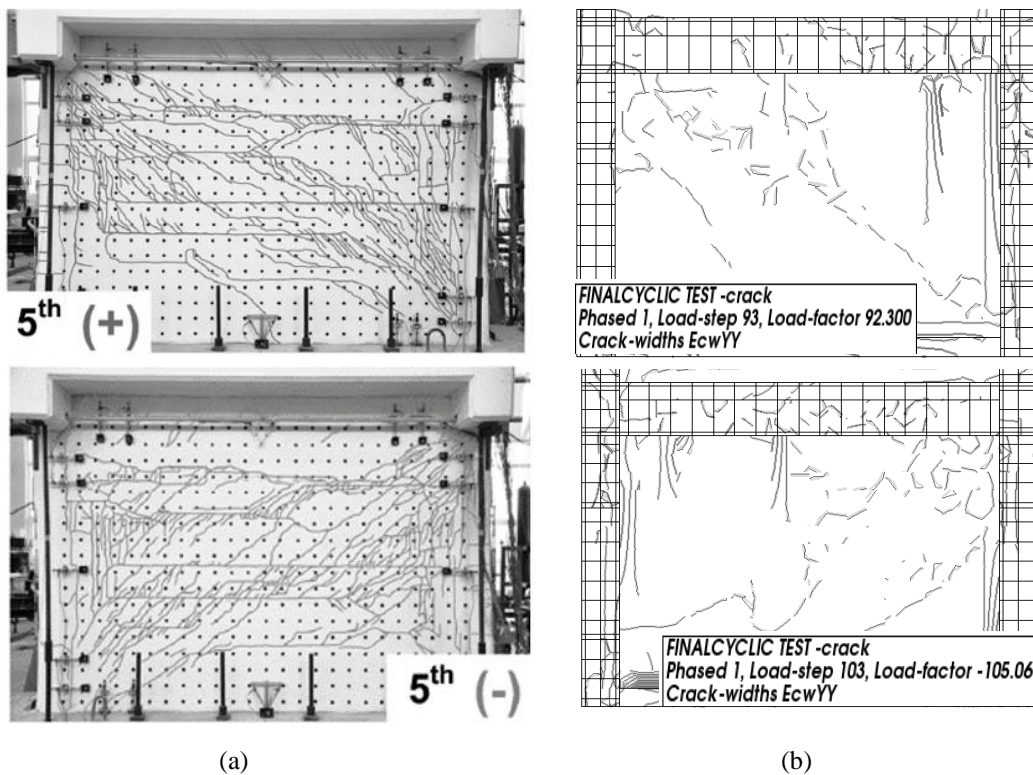 5th (+)
FINALCYCLIC TEST -crack
Phased 1, Load-step 93, Load-factor 92.300
Crack-widths EcwYY
5th (-)
FINALCYCLIC TEST -crack
Phased 1, Load-step 103, Load-factor -105.06
Crack-widths EcwYY
(a)
(b)